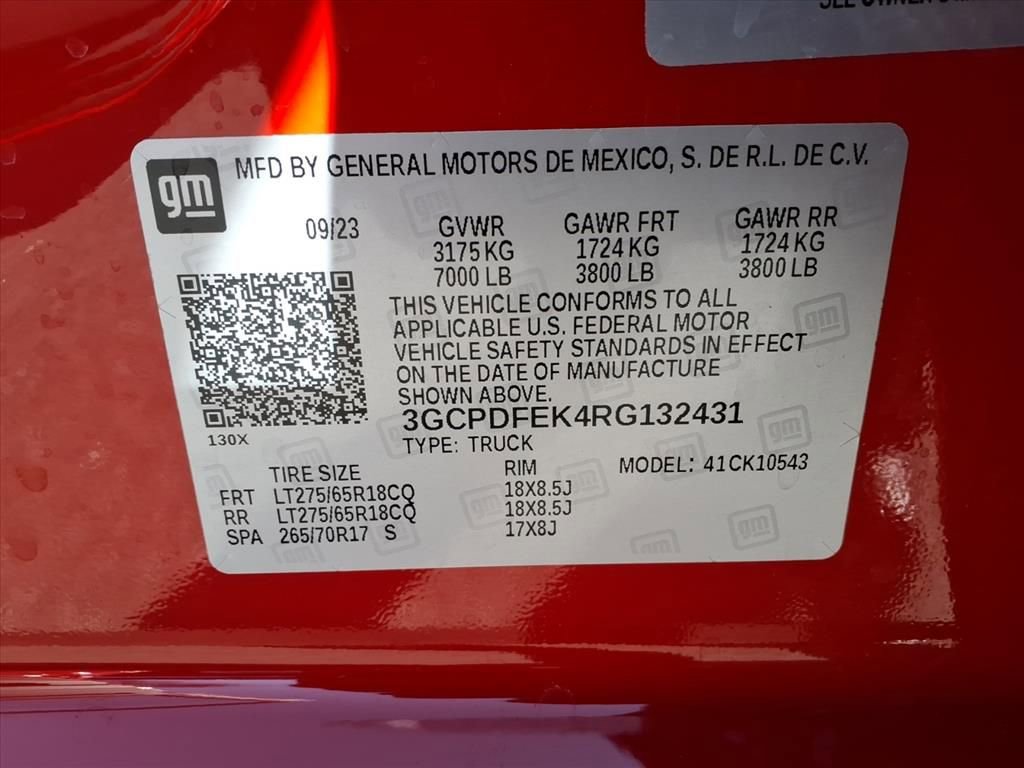 SEE OWNER'S
gm
MFD BY GENERAL MOTORS DE MEXICO, S. DE R.L. DE C.V.
09/23 GVWR GAWR FRT GAWR RR
3175 KG 1724 KG 1724 KG
7000 LB 3800 LB 3800 LB
THIS VEHICLE CONFORMS TO ALL
APPLICABLE U.S. FEDERAL MOTOR
VEHICLE SAFETY STANDARDS IN EFFECT
ON THE DATE OF MANUFACTURE
SHOWN ABOVE.
3GCPDFEK4RG132431
130X
TYPE: TRUCK
TIRE SIZE RIM MODEL: 41CK10543
FRT LT275/65R18CQ 18X8.5J
RR LT275/65R18CQ 18X8.5J
SPA 265/70R17 S 17X8J